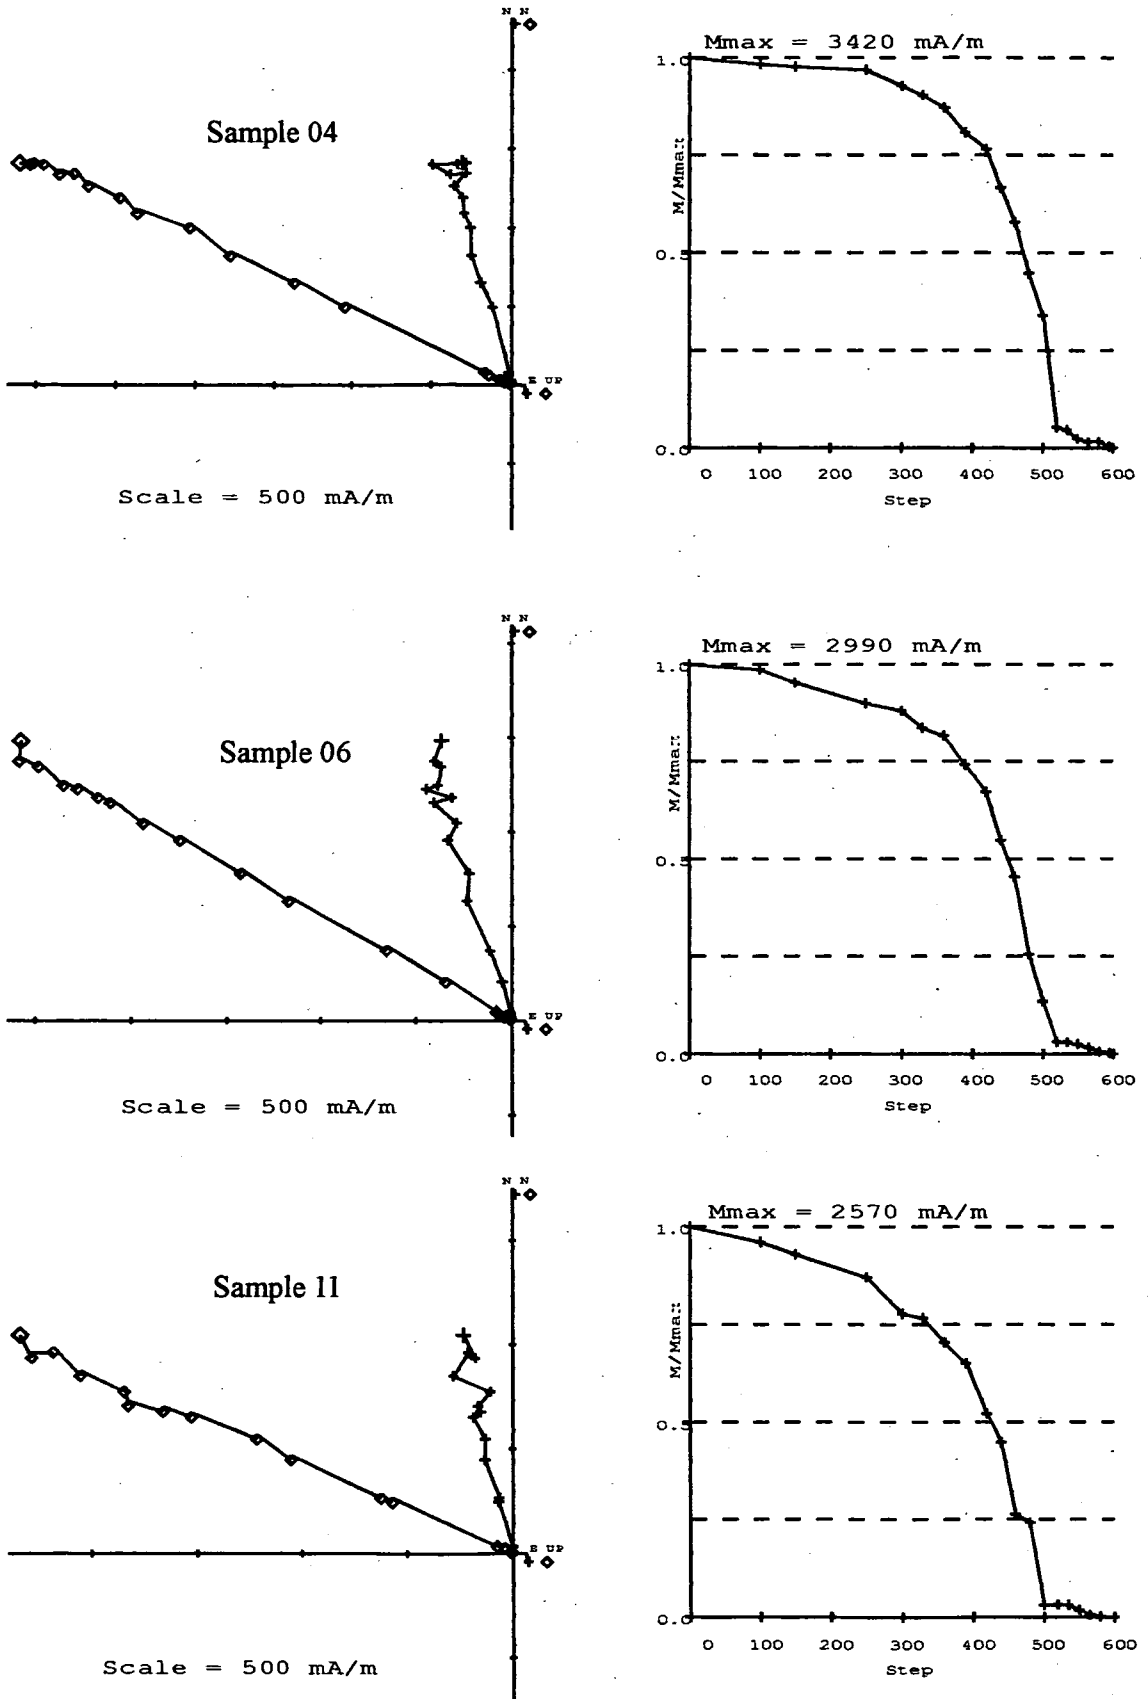 N N
Sample 04
E UP
Scale = 500 mA/m
Mmax = 3420 mA/m
1.0
M/Mmax
0.5
0.0
0 100 200 300 400 500 600
Step
N N
Sample 06
E UP
Scale = 500 mA/m
Mmax = 2990 mA/m
1.0
M/Mmax
0.5
0.0
0 100 200 300 400 500 600
Step
N N
Sample 11
E UP
Scale = 500 mA/m
Mmax = 2570 mA/m
1.0
M/Mmax
0.5
0.0
0 100 200 300 400 500 600
Step